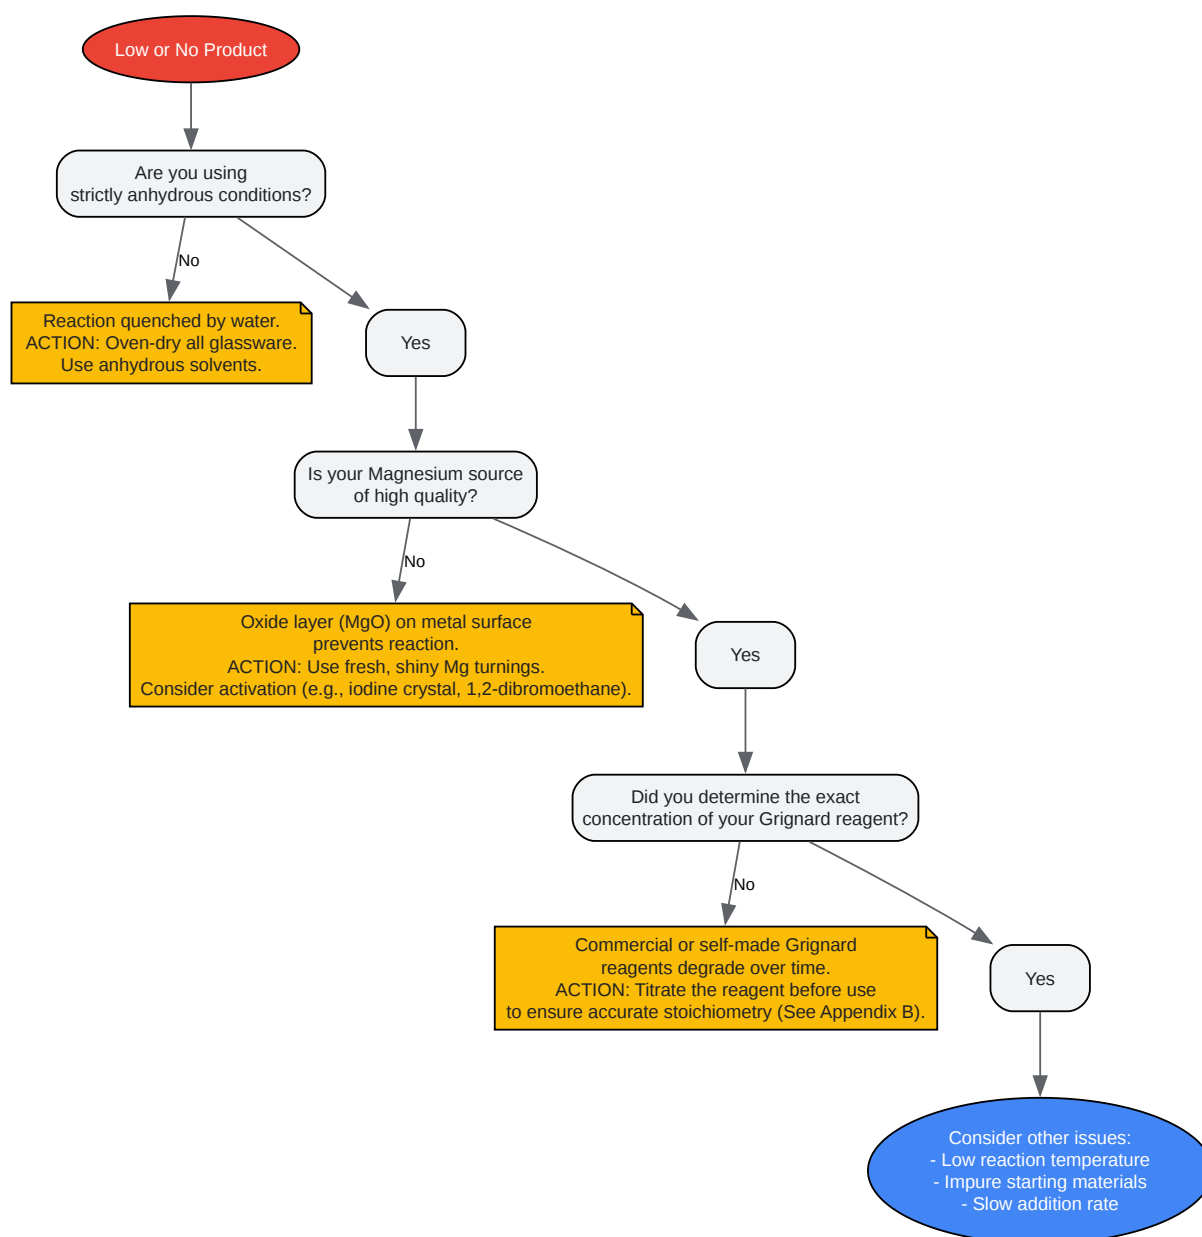 Low or No Product
Are you using
strictly anhydrous conditions?
No
Reaction quenched by water.
ACTION: Oven-dry all glassware.
Use anhydrous solvents.
Yes
Is your Magnesium source
of high quality?
No
Oxide layer (MgO) on metal surface
prevents reaction.
ACTION: Use fresh, shiny Mg turnings.
Consider activation (e.g., iodine crystal, 1,2-dibromoethane).
Yes
Did you determine the exact
concentration of your Grignard reagent?
No
Commercial or self-made Grignard
reagents degrade over time.
ACTION: Titrate the reagent before use
to ensure accurate stoichiometry (See Appendix B).
Yes
Consider other issues:
- Low reaction temperature
- Impure starting materials
- Slow addition rate